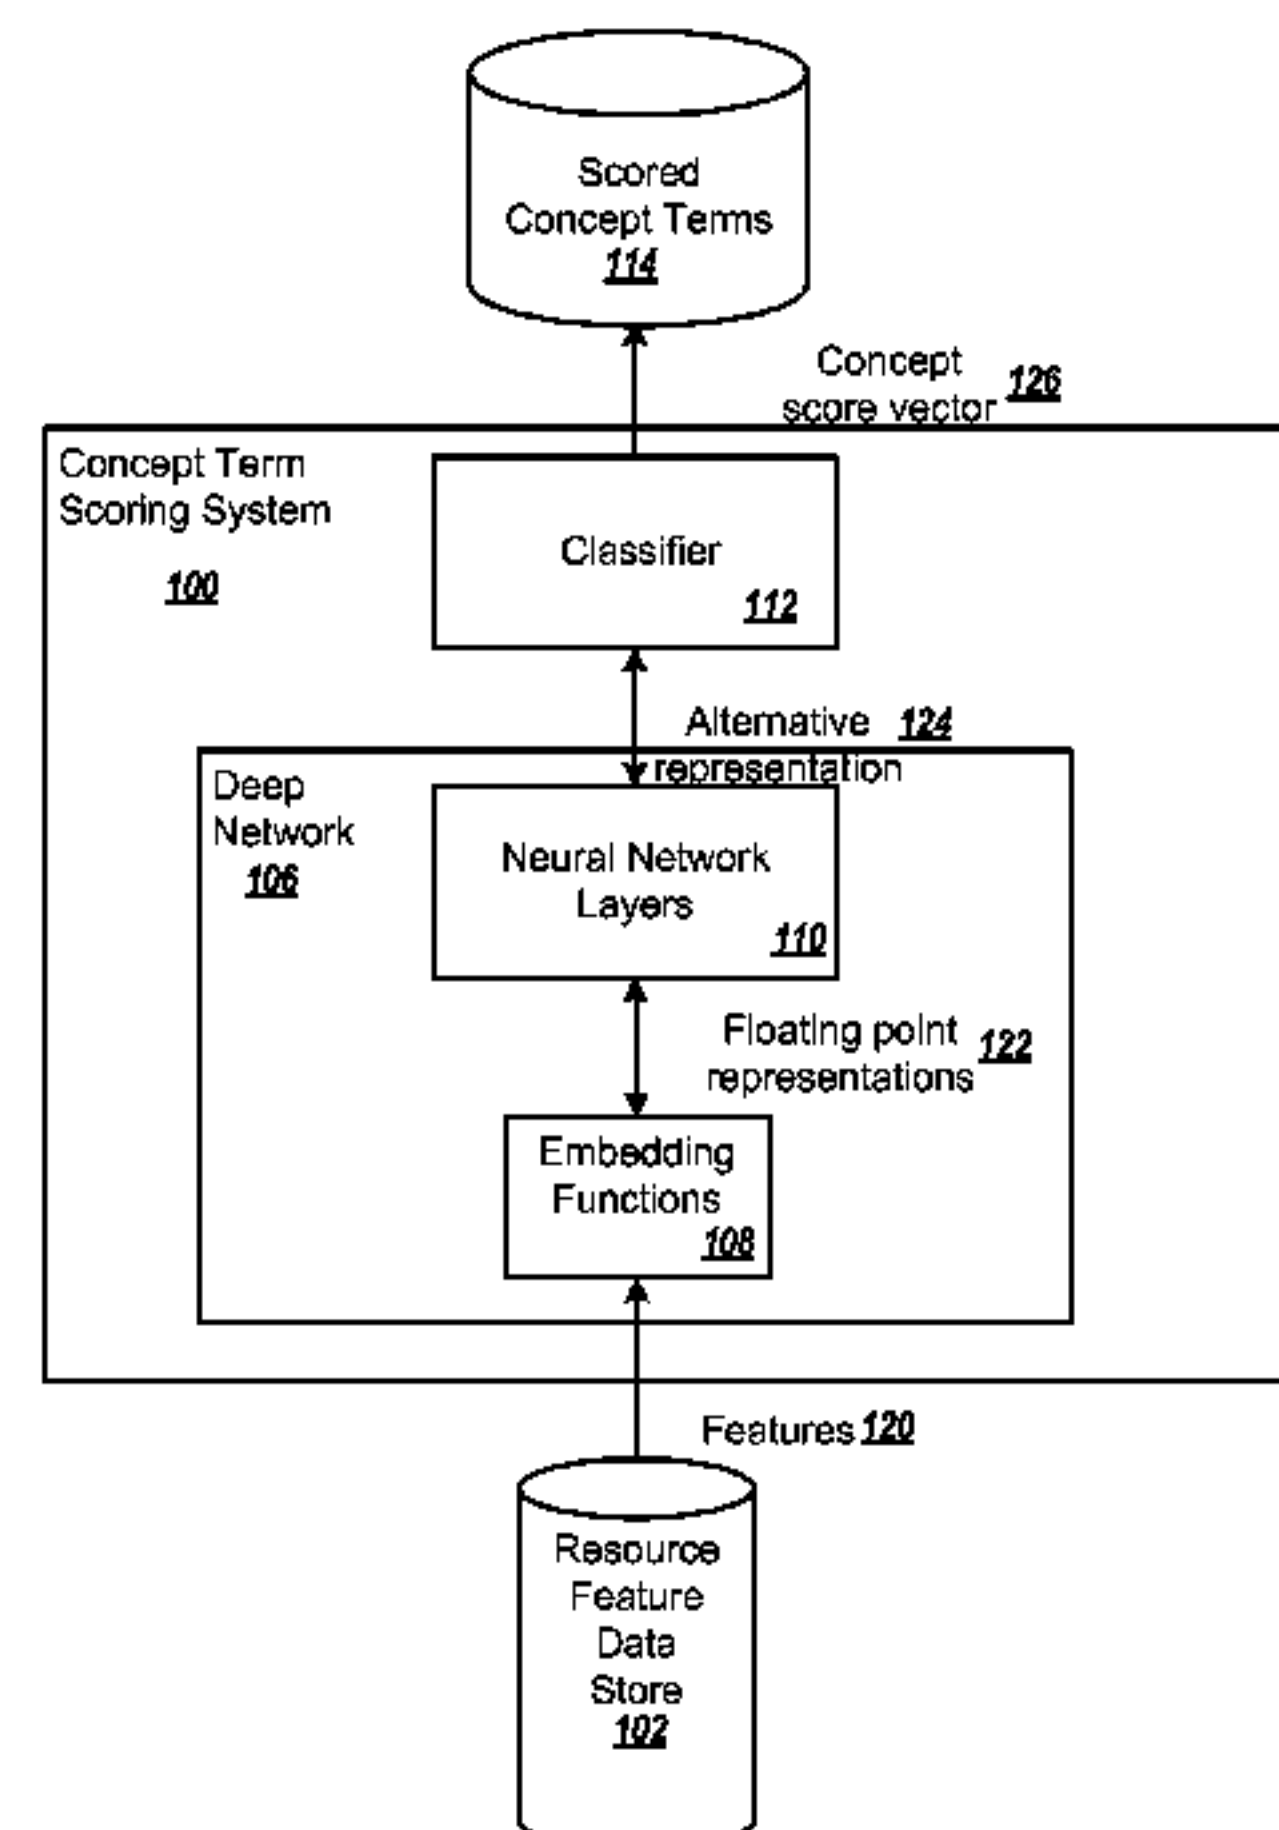 Scored
Concept Terms
114
Concept
score vector 126
Concept Term
Scoring System
100
Classifier
112
Alternative 124
representation
Deep
Network
106
Neural Network
Layers
110
Floating point
representations 122
Embedding
Functions
108
Features 120
Resource
Feature
Data
Store
102